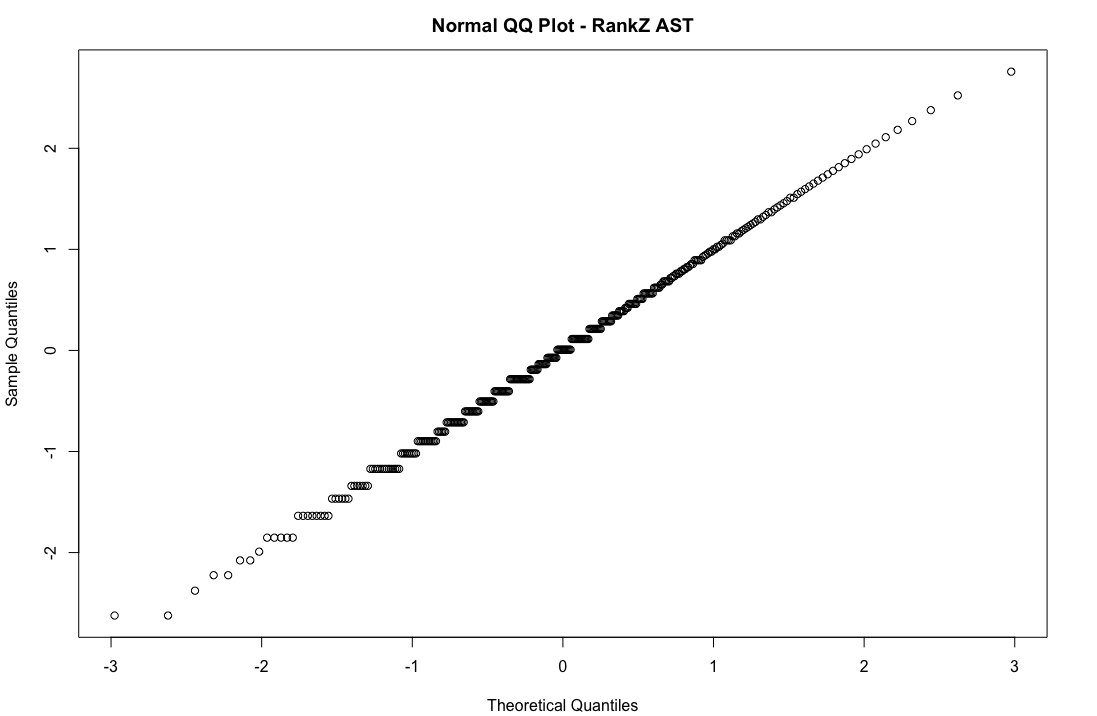 Normal QQ Plot - RankZ AST
Sample Quantiles
2
1
0
-1
-2
-3 -2 -1 0 1 2 3
Theoretical Quantiles